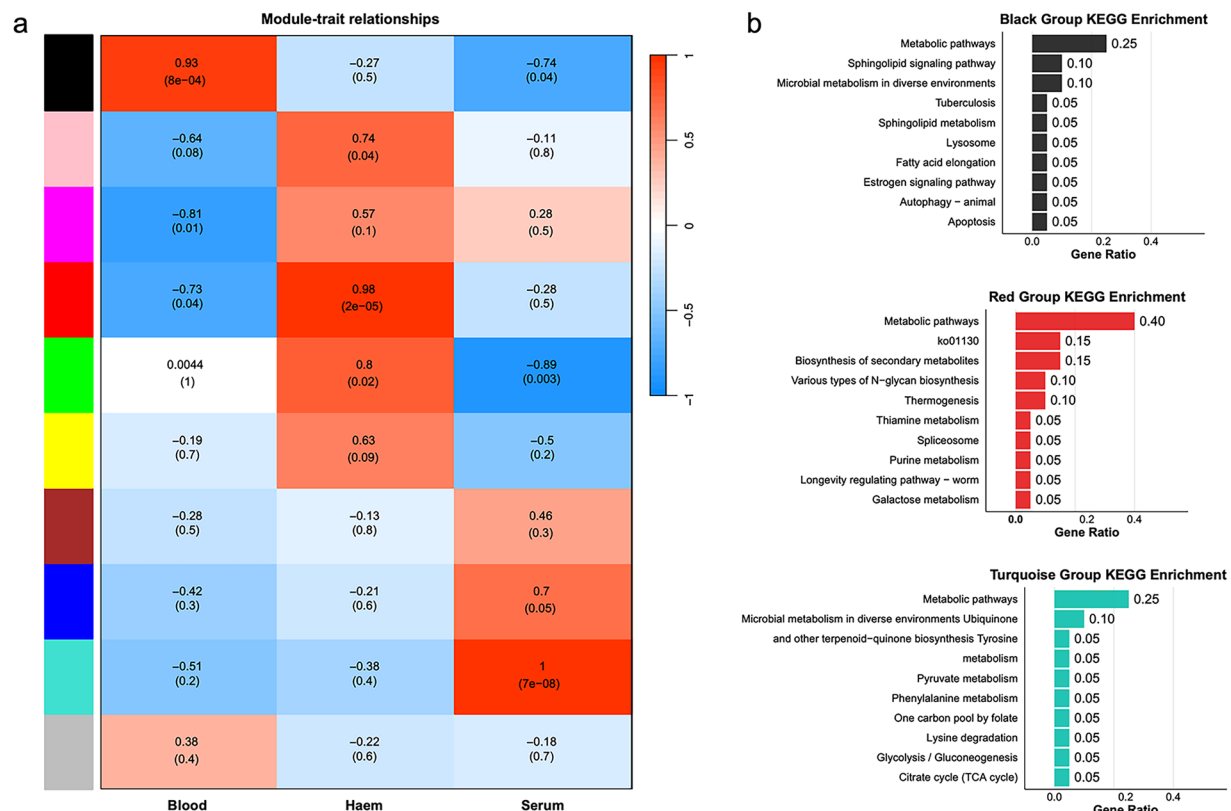 a
Module−trait relationships
0.93
(8e−04)
−0.27
(0.5)
−0.74
(0.04)
−0.64
(0.08)
0.74
(0.04)
−0.11
(0.8)
−0.81
(0.01)
0.57
(0.1)
0.28
(0.5)
−0.73
(0.04)
0.98
(2e−05)
−0.28
(0.5)
0.0044
(1)
0.8
(0.02)
−0.89
(0.003)
−0.19
(0.7)
0.63
(0.09)
−0.5
(0.2)
−0.28
(0.5)
−0.13
(0.8)
0.46
(0.3)
−0.42
(0.3)
−0.21
(0.6)
0.7
(0.05)
−0.51
(0.2)
−0.38
(0.4)
1
(7e−08)
0.38
(0.4)
−0.22
(0.6)
−0.18
(0.7)
Blood Haem Serum
1
0.5
0
−0.5
−1
b
Black Group KEGG Enrichment
Metabolic pathways 0.25
Sphingolipid signaling pathway 0.10
Microbial metabolism in diverse environments 0.10
Tuberculosis 0.05
Sphingolipid metabolism 0.05
Lysosome 0.05
Fatty acid elongation 0.05
Estrogen signaling pathway 0.05
Autophagy − animal 0.05
Apoptosis 0.05
0.0 0.2 0.4
Gene Ratio
Red Group KEGG Enrichment
Metabolic pathways 0.40
ko01130 0.15
Biosynthesis of secondary metabolites 0.15
Various types of N−glycan biosynthesis 0.10
Thermogenesis 0.10
Thiamine metabolism 0.05
Spliceosome 0.05
Purine metabolism 0.05
Longevity regulating pathway − worm 0.05
Galactose metabolism 0.05
0.0 0.2 0.4
Gene Ratio
Turquoise Group KEGG Enrichment
Metabolic pathways 0.25
Microbial metabolism in diverse environments Ubiquinone 0.10
and other terpenoid−quinone biosynthesis Tyrosine 0.05
metabolism 0.05
Pyruvate metabolism 0.05
Phenylalanine metabolism 0.05
One carbon pool by folate 0.05
Lysine degradation 0.05
Glycolysis / Gluconeogenesis 0.05
Citrate cycle (TCA cycle) 0.05
0.0 0.2 0.4
Gene Ratio